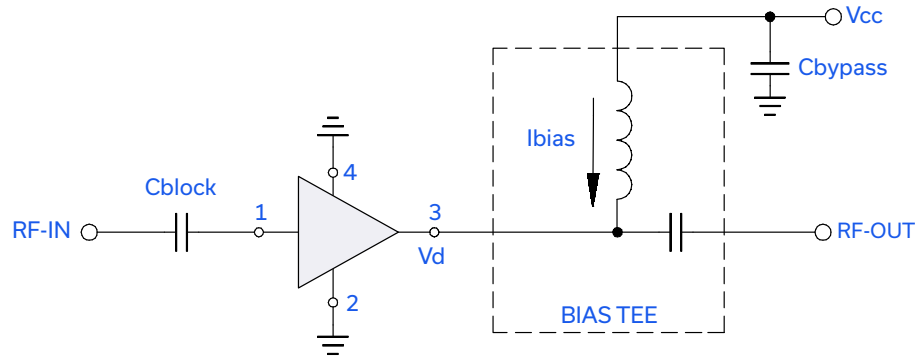 Vcc
Cbypass
Ibias
4
Cblock
RF-IN
1
3
RF-OUT
Vd
2
BIAS TEE